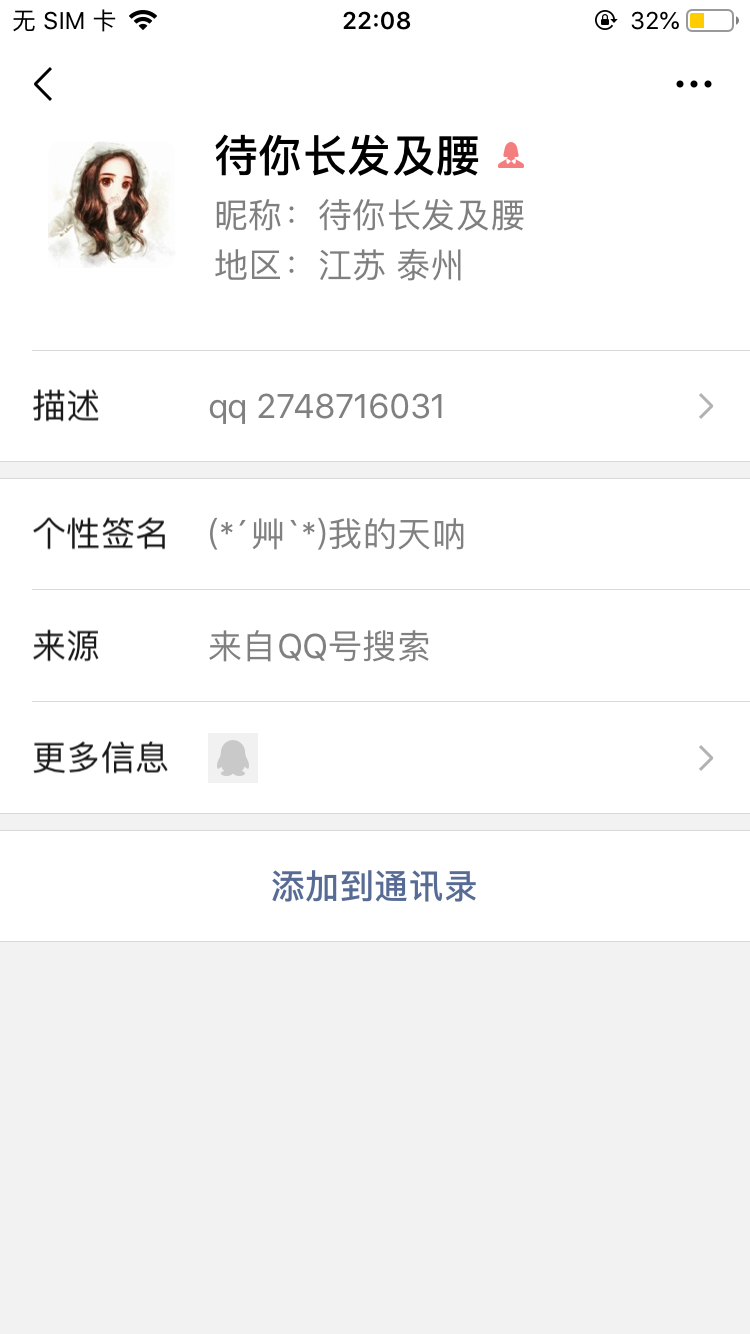 无 SIM 卡 22:08 32%
待你长发及腰
昵称：待你长发及腰
地区：江苏 泰州
描述 qq 2748716031
个性签名 (*´艸`*)我的天呐
来源 来自QQ号搜索
更多信息
添加到通讯录